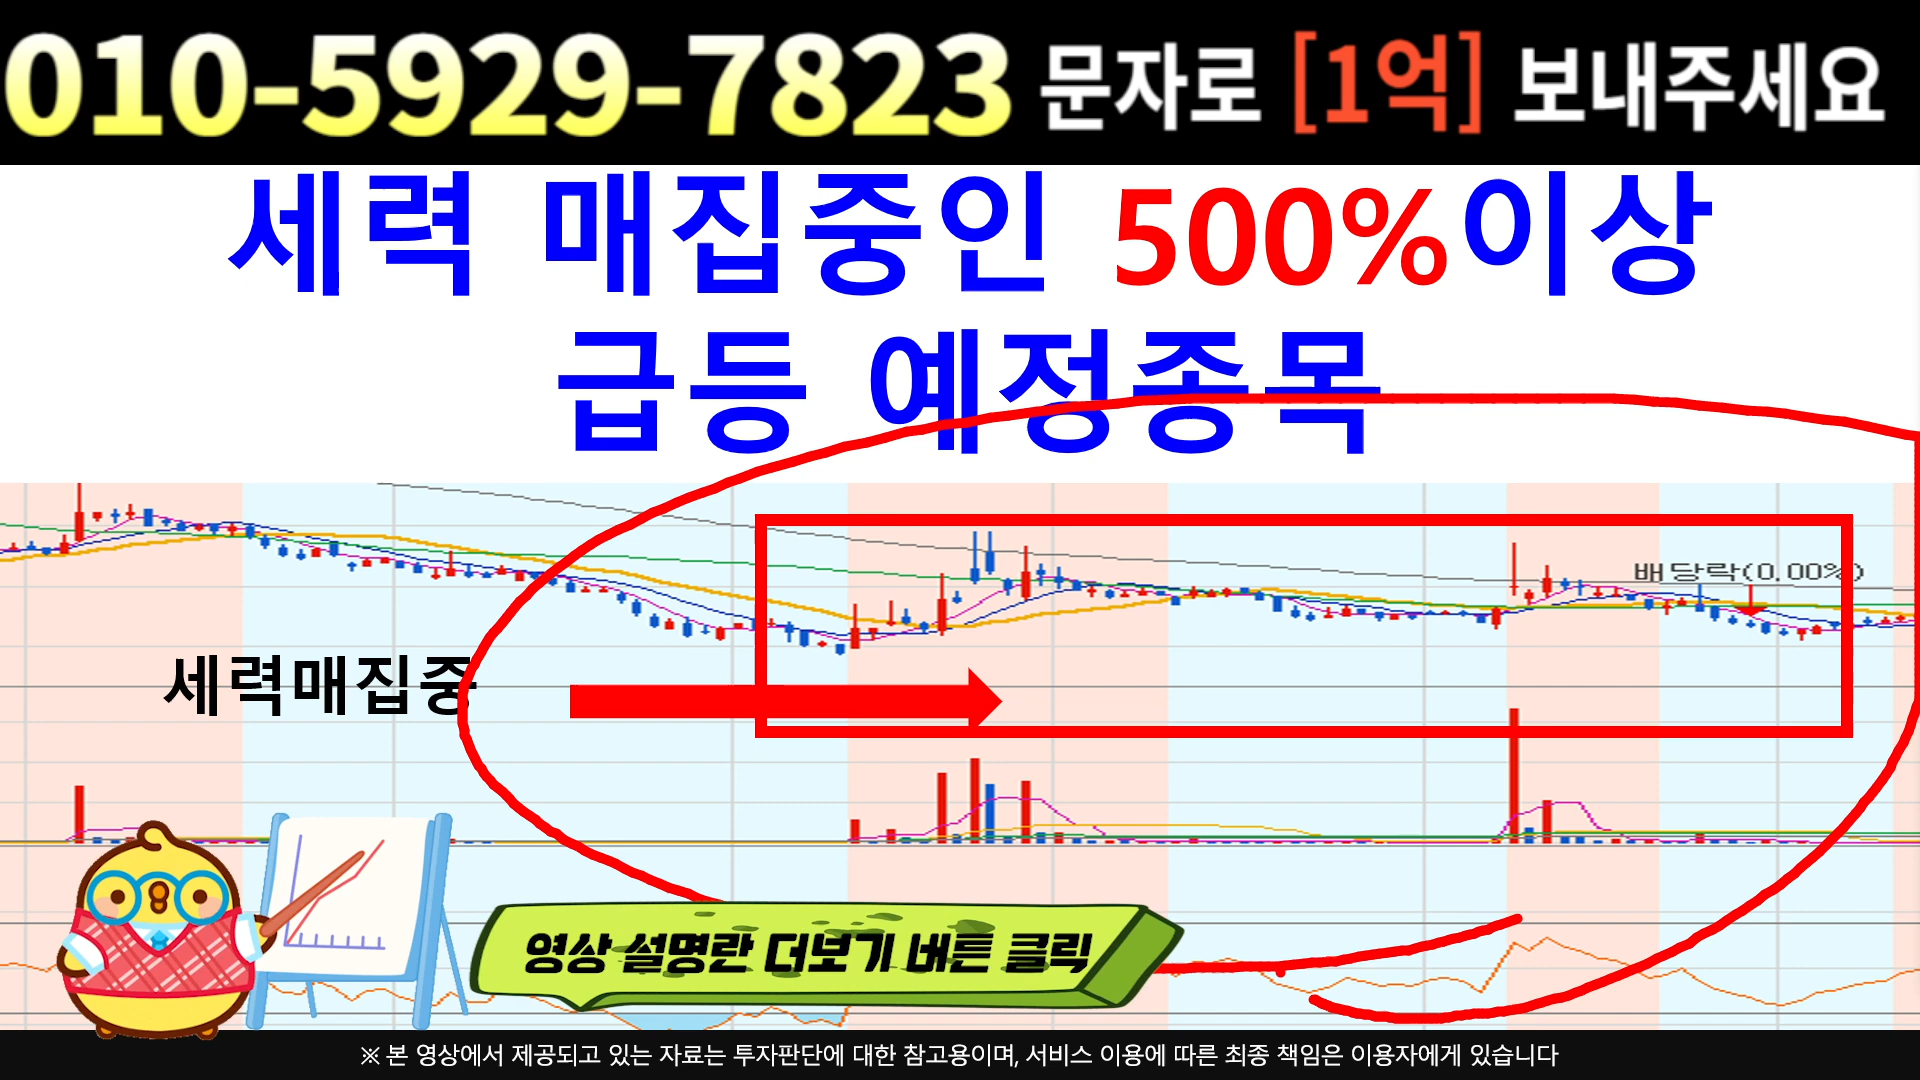 010-5929-7823 문자로 [1억] 보내주세요
세력 매집중인 500%이상
급등 예정종목
배당락(0.00%)
세력매집중
영상 설명란 더보기 버튼 클릭
※ 본 영상에서 제공되고 있는 자료는 투자판단에 대한 참고용이며, 서비스 이용에 따른 최종 책임은 이용자에게 있습니다